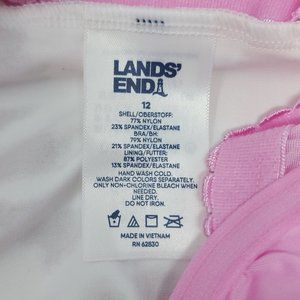 LANDS'
END
12
SHELL/OBERSTOFF:
77% NYLON
23% SPANDEX/ELASTANE
BRA/BH:
79% NYLON
21% SPANDEX/ELASTANE
LINING/FUTTER:
87% POLYESTER
13% SPANDEX/ELASTANE
HAND WASH COLD.
WASH DARK COLORS SEPARATELY.
ONLY NON-CHLORINE BLEACH WHEN
NEEDED.
LINE DRY.
DO NOT IRON.
MADE IN VIETNAM
RN 62830